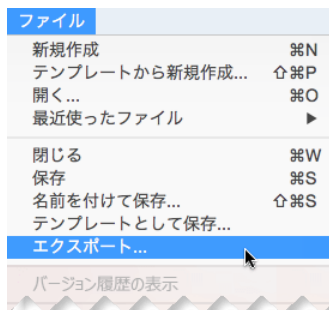 ファイル
新規作成 ⌘N
テンプレートから新規作成... ⇧⌘P
開く... ⌘O
最近使ったファイル ▶
閉じる ⌘W
保存 ⌘S
名前を付けて保存... ⇧⌘S
テンプレートとして保存...
エクスポート...
バージョン履歴の表示